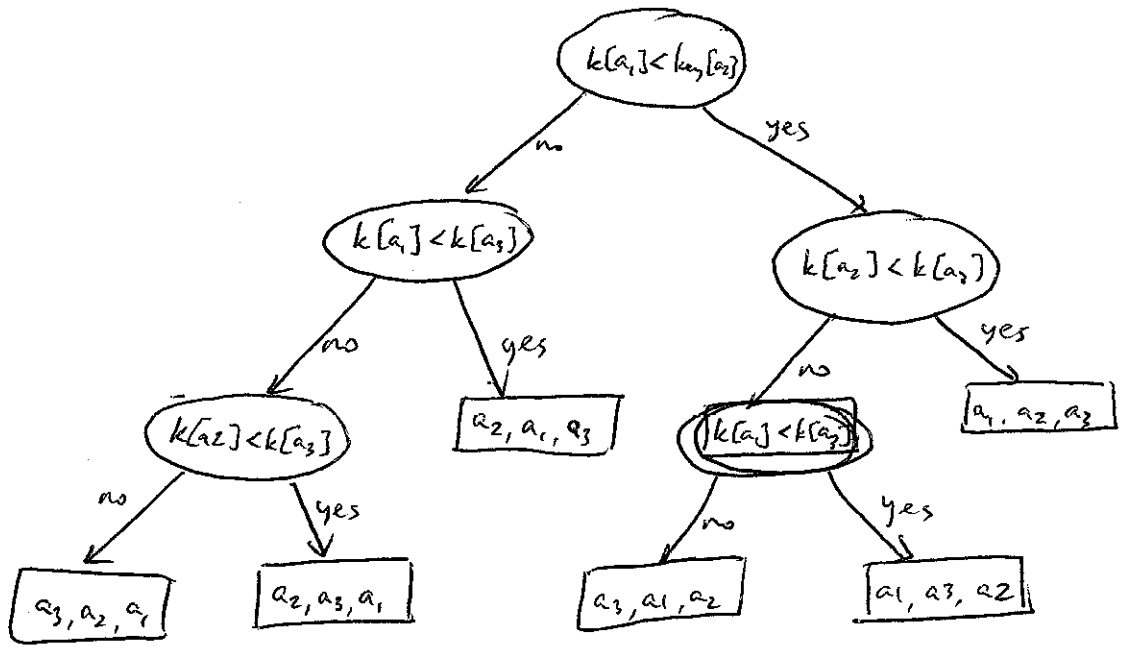 k[a₁]<key[a₂]
no
yes
k[a₁]<k[a₃]
k[a₂]<k[a₃]
no
yes
no
yes
k[a2]<k[a₃]
a₂, a₁, a₃
k[a₁]<k[a₃]
a₁, a₂, a₃
no
yes
no
yes
a₃, a₂, a₁
a₂, a₃, a₁
a₃, a1, a₂
a1, a3, a2